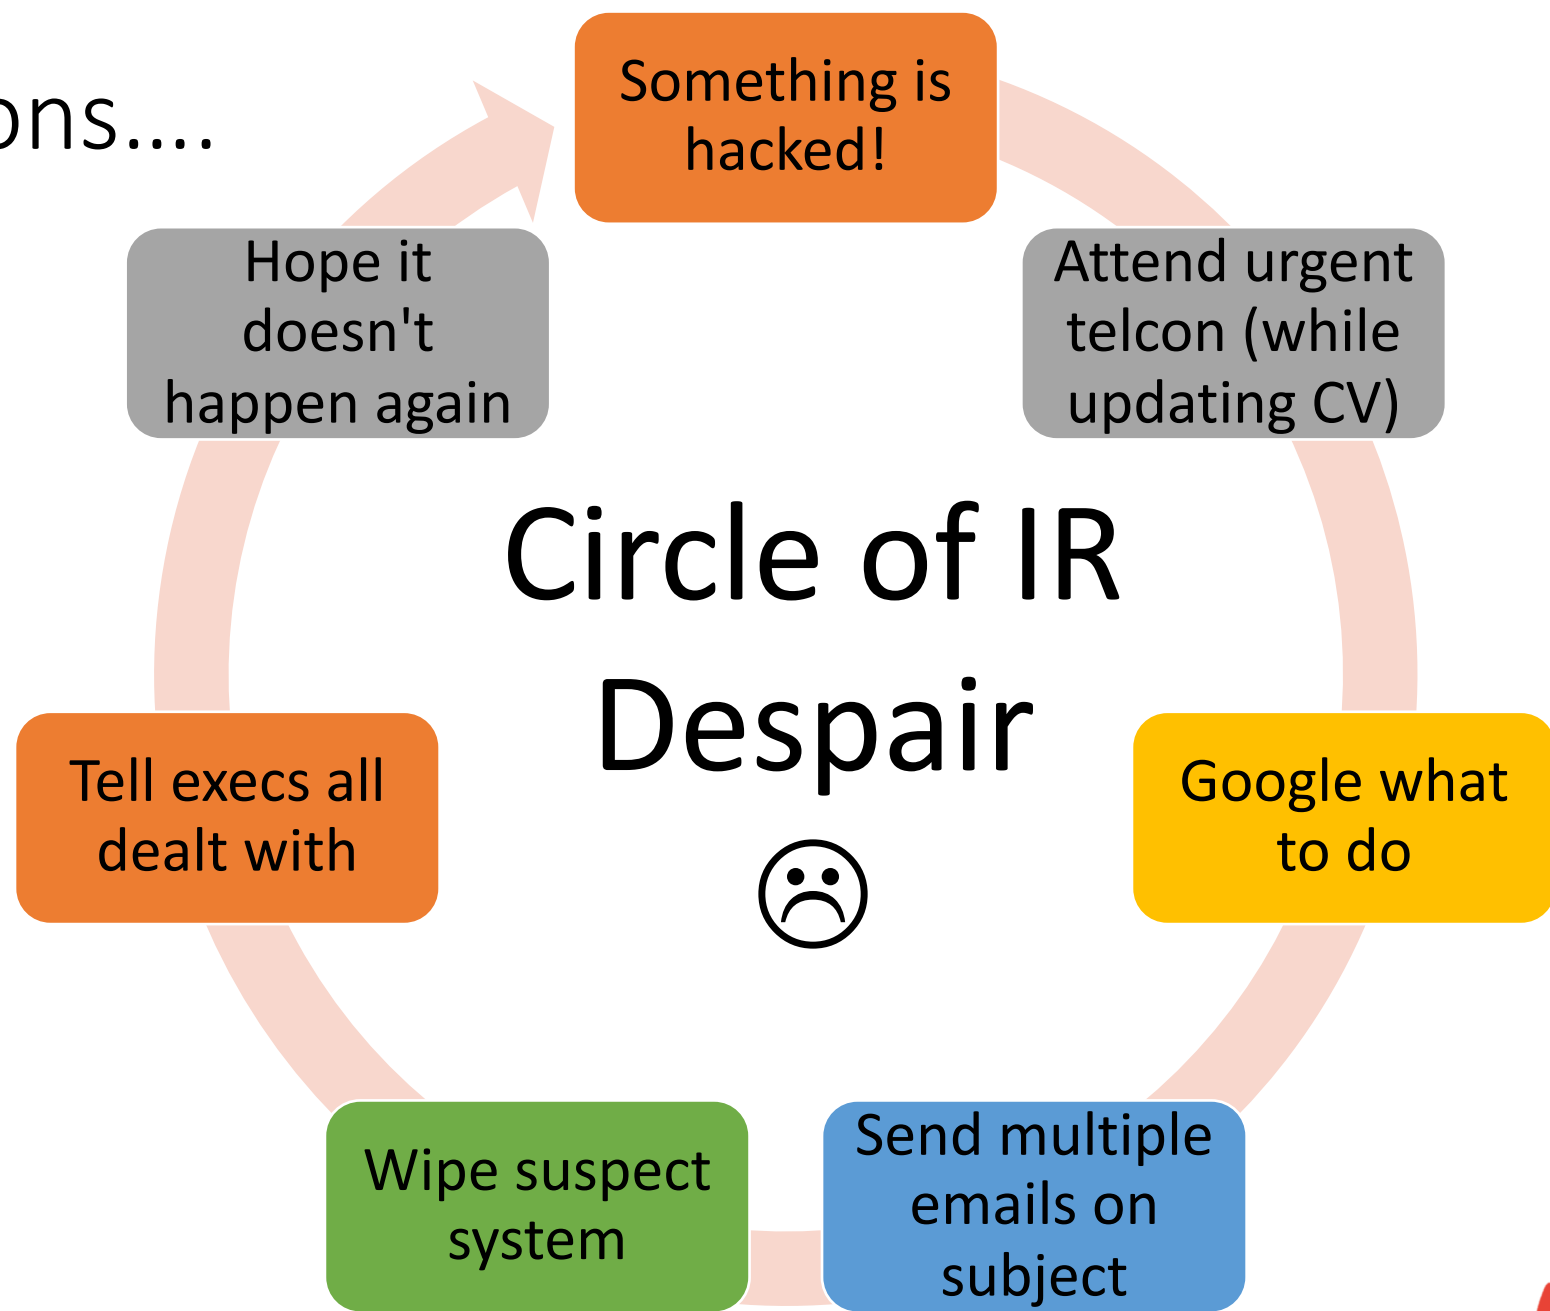 ons....
Something is
hacked!
Attend urgent
telcon (while
updating CV)
Google what
to do
Send multiple
emails on
subject
Wipe suspect
system
Tell execs all
dealt with
Hope it
doesn't
happen again
Circle of IR
Despair
☹